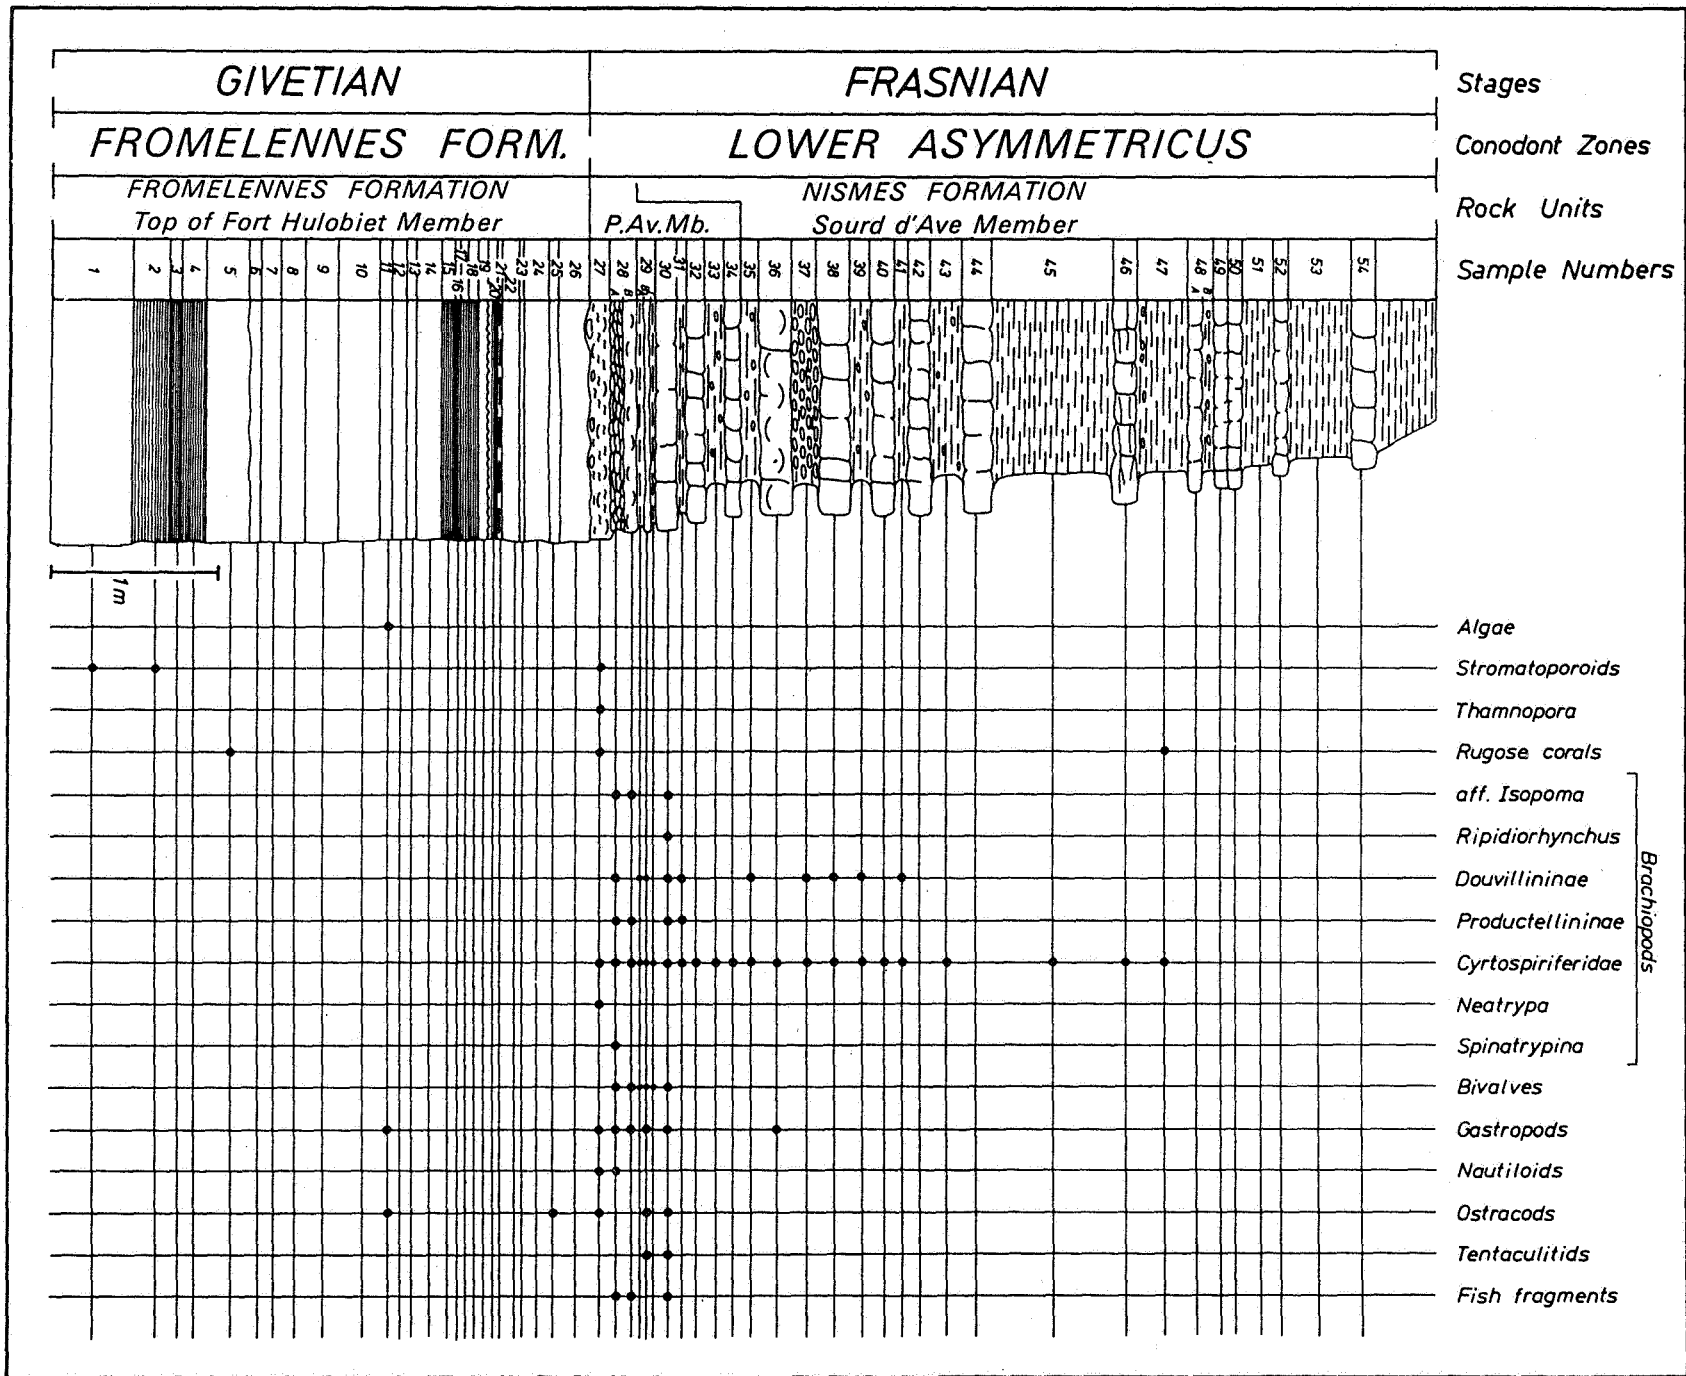 GIVETIAN FRASNIAN Stages
FROMELENNES FORM. LOWER ASYMMETRICUS Conodont Zones
FROMELENNES FORMATION NISMES FORMATION
Top of Fort Hulobiet Member P.Av.Mb. Sourd d'Ave Member Rock Units
1 2 3 4 5 6 7 8 9 10 11 12 13 14 15 16 17 18 19 20 21 22 23 24 25 26 27 28 29 30 31 32 33 34 35 36 37 38 39 40 41 42 43 44 45 46 47 48 49 50 51 52 53 54 Sample Numbers
A B A B
1m
Algae
Stromatoporoids
Thamnopora
Rugose corals
aff. Isopoma
Ripidiorhynchus
Douvillininae
Productellininae
Cyrtospiriferidae
Neatrypa
Spinatrypina
Brachiopods
Bivalves
Gastropods
Nautiloids
Ostracods
Tentaculitids
Fish fragments